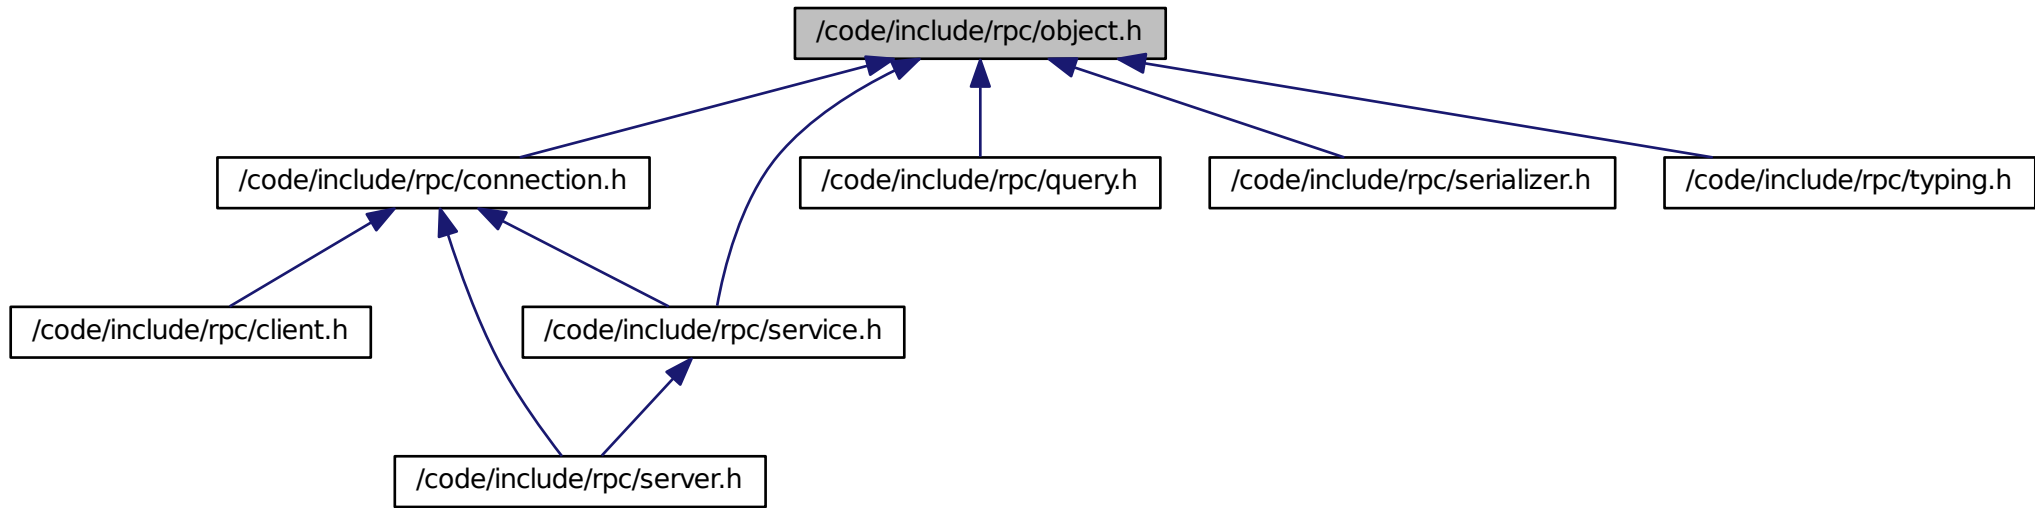 /code/include/rpc/object.h
/code/include/rpc/connection.h
/code/include/rpc/query.h
/code/include/rpc/serializer.h
/code/include/rpc/typing.h
/code/include/rpc/client.h
/code/include/rpc/service.h
/code/include/rpc/server.h